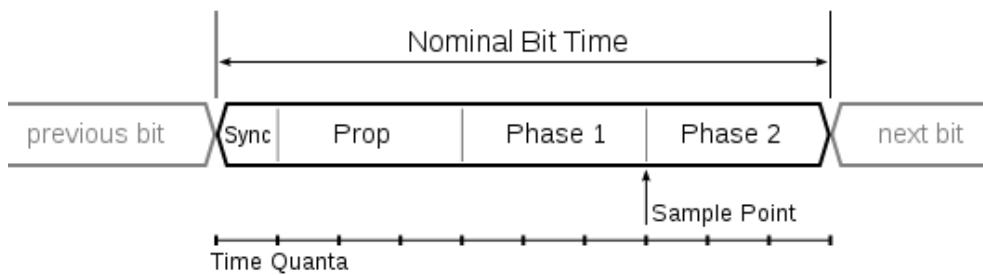 Nominal Bit Time
previous bit
Sync
Prop
Phase 1
Phase 2
next bit
Sample Point
Time Quanta